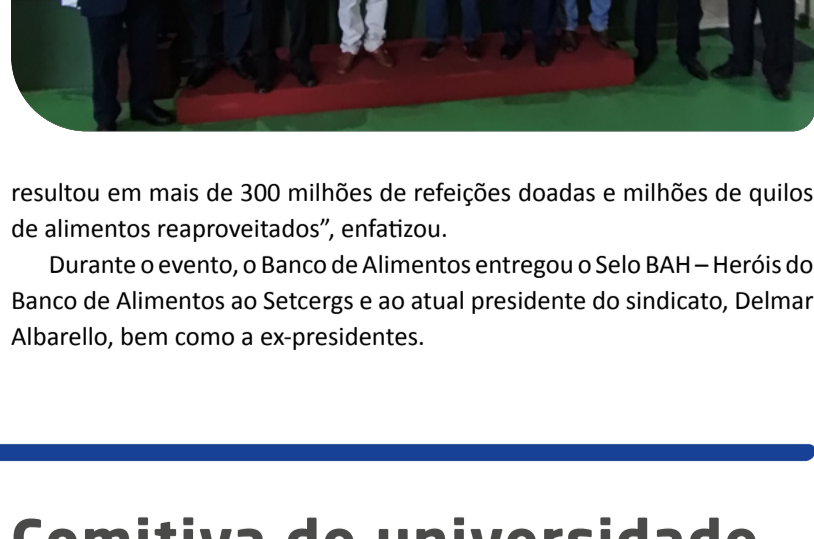 resultou em mais de 300 milhões de refeições doadas e milhões de quilos
de alimentos reaproveitados”, enfatizou.
Durante o evento, o Banco de Alimentos entregou o Selo BAH – Heróis do
Banco de Alimentos ao Setcergs e ao atual presidente do sindicato, Delmar
Albarello, bem como a ex-presidentes.
Comitiva de universidade